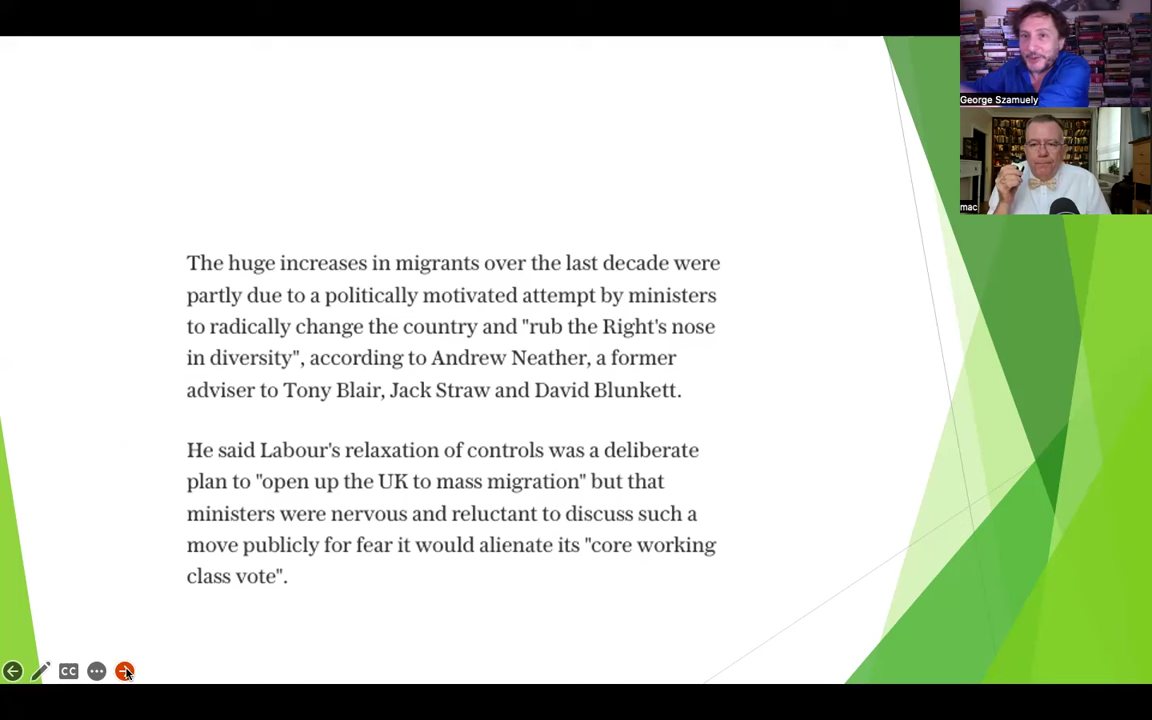 George Szamuely
mac
The huge increases in migrants over the last decade were
partly due to a politically motivated attempt by ministers
to radically change the country and "rub the Right's nose
in diversity", according to Andrew Neather, a former
adviser to Tony Blair, Jack Straw and David Blunkett.
He said Labour's relaxation of controls was a deliberate
plan to "open up the UK to mass migration" but that
ministers were nervous and reluctant to discuss such a
move publicly for fear it would alienate its "core working
class vote".
CC